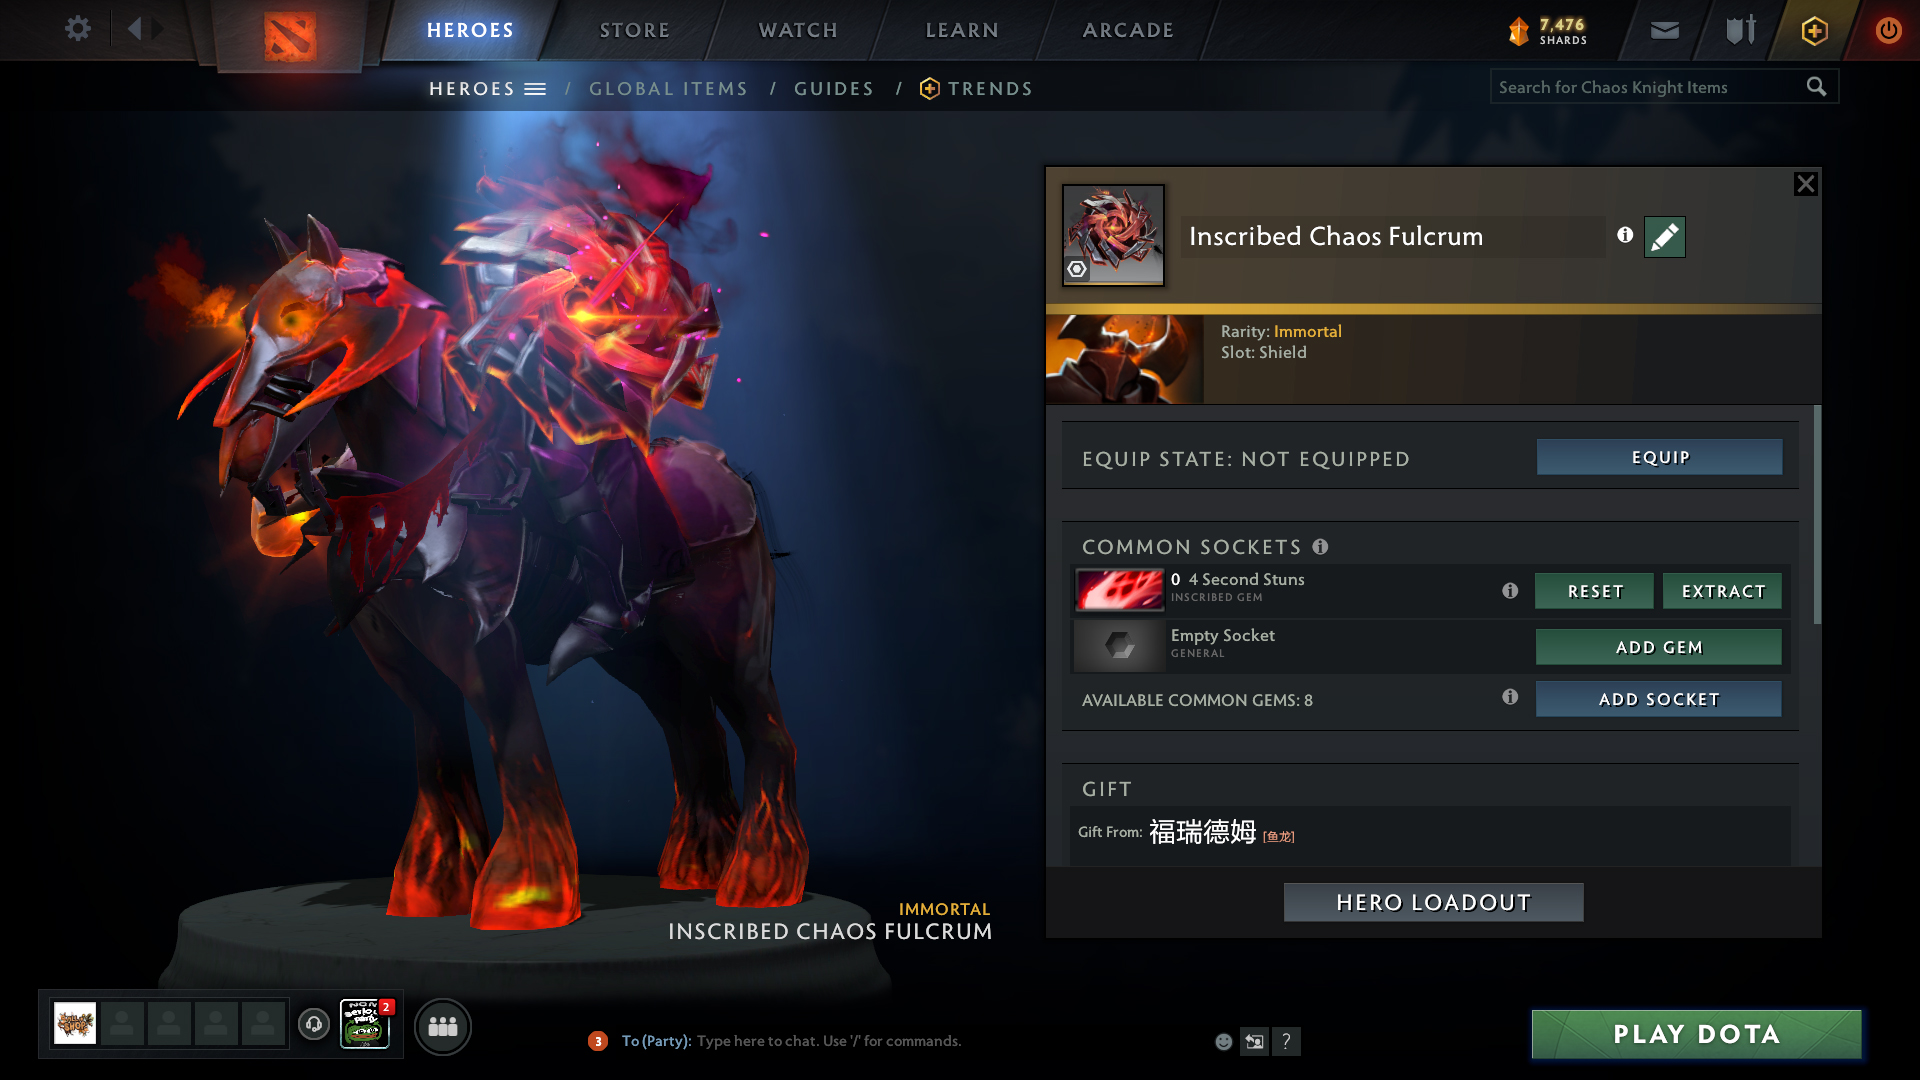 HEROES
STORE
WATCH
LEARN
ARCADE
7,476
SHARDS
HEROES / GLOBAL ITEMS / GUIDES / TRENDS
Search for Chaos Knight Items
Inscribed Chaos Fulcrum
Rarity: Immortal
Slot: Shield
EQUIP STATE: NOT EQUIPPED
EQUIP
COMMON SOCKETS
0 4 Second Stuns
INSCRIBED GEM
RESET
EXTRACT
Empty Socket
GENERAL
ADD GEM
AVAILABLE COMMON GEMS: 8
ADD SOCKET
GIFT
Gift From: 福瑞德姆 [鱼龙]
HERO LOADOUT
IMMORTAL
INSCRIBED CHAOS FULCRUM
2
3
To (Party): Type here to chat. Use '/' for commands.
?
PLAY DOTA